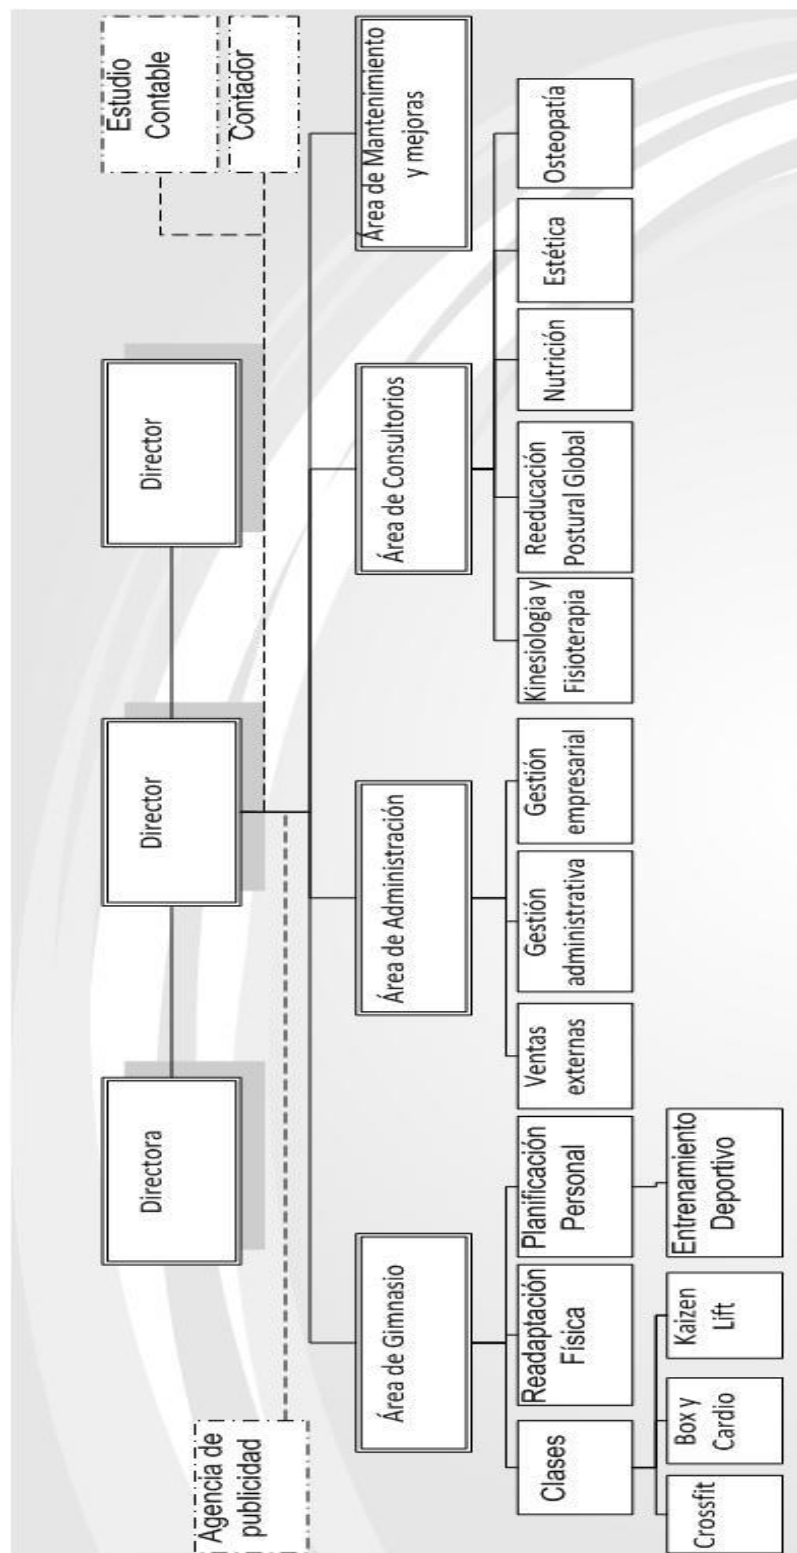 Estudio
Contable
Contador
Directora
Director
Director
Agencia de
publicidad
Área de Gimnasio
Área de Administración
Área de Consultorios
Área de Mantenimiento
y mejoras
Clases
Readaptación
Física
Planificación
Personal
Ventas
externas
Gestión
administrativa
Gestión
empresarial
Kinesiologia y
Fisioterapia
Reeducación
Postural Global
Nutrición
Estética
Osteopatía
Crossfit
Box y
Cardio
Kaizen
Lift
Entrenamiento
Deportivo